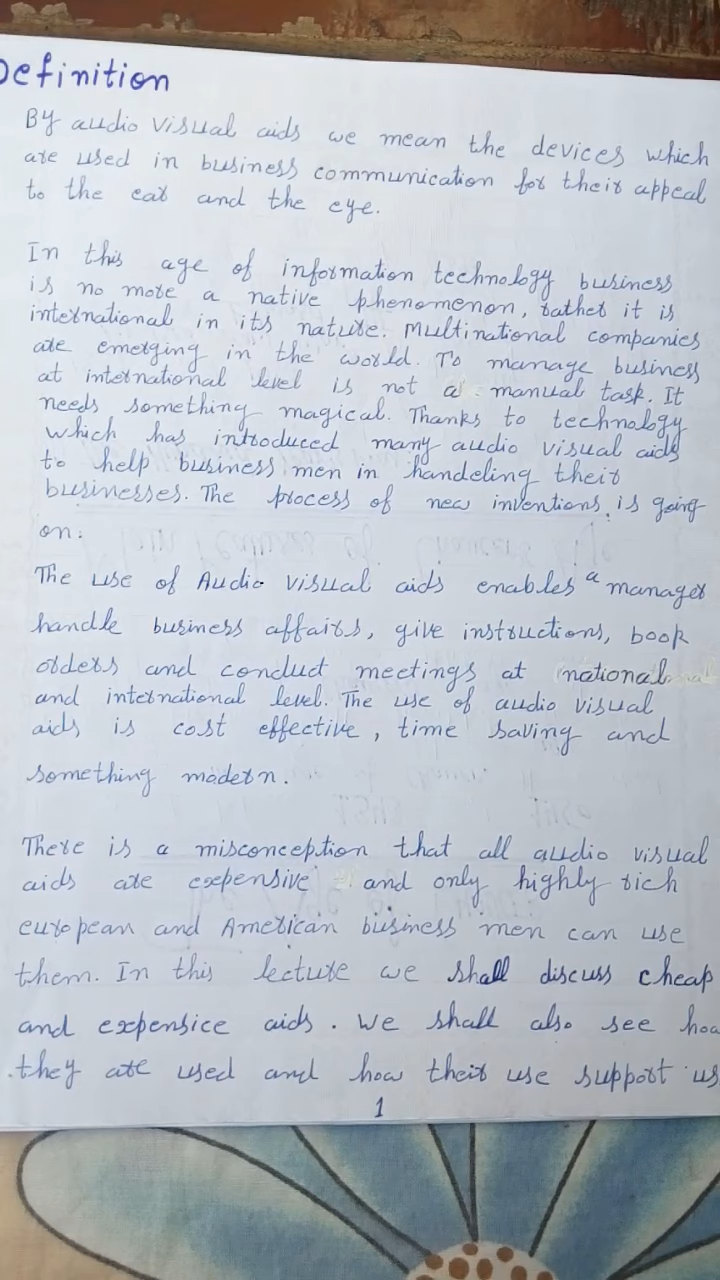 Definition
By audio visual aids we mean the devices which
are used in business communication for their appeal
to the ear and the eye.
In this age of information technology business
is no more a native phenomenon, rather it is
international in its nature. Multinational companies
are emerging in the world. To manage business
at international level is not a manual task. It
needs something magical. Thanks to technology
which has introduced many audio visual aids
to help business men in handeling their
businesses. The process of new inventions is going
on.
The use of Audio visual aids enables a manager
handle business affairs, give instructions, book
orders and conduct meetings at national
and international level. The use of audio visual
aids is cost effective, time saving and
something modern.
There is a misconception that all audio visual
aids are expensive and only highly rich
european and American business men can use
them. In this lecture we shall discuss cheap
and expensice aids. We shall also see how
they are used and how their use support us
1